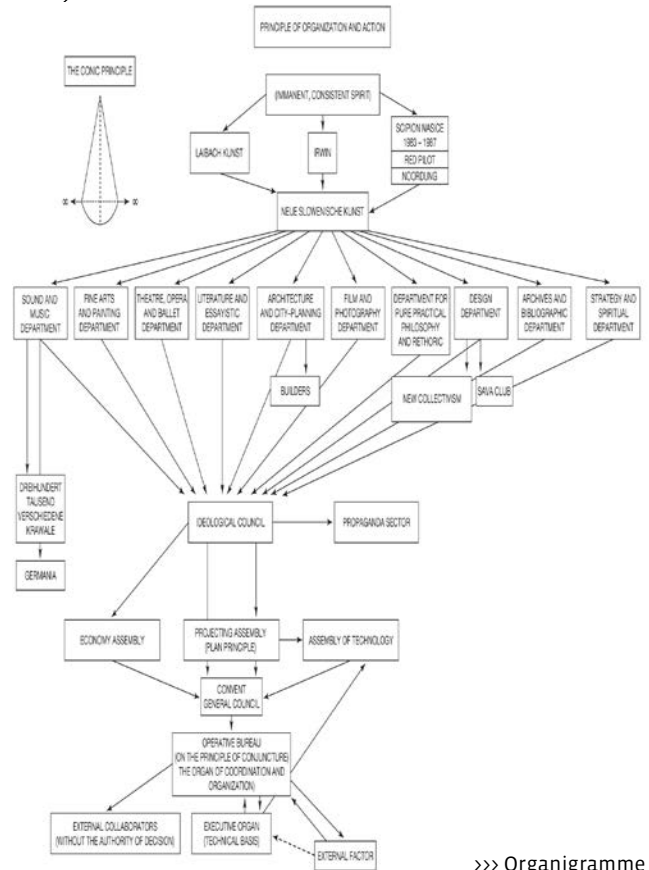 PRINCIPLE OF ORGANIZATION AND ACTION
THE CONIC PRINCIPLE
∞
∞
(IMMANENT, CONSISTENT SPIRIT)
LAIBACH KUNST
IRWIN
SCIPION NASICE
1983 – 1987
RED PILOT
NOORDUNG
NEUE SLOWENISCHE KUNST
SOUND AND
MUSIC
DEPARTMENT
FINE ARTS
AND PAINTING
DEPARTMENT
THEATRE, OPERA
AND BALLET
DEPARTMENT
LITERATURE AND
ESSAYISTIC
DEPARTMENT
ARCHITECTURE
AND CITY-PLANNING
DEPARTMENT
FILM AND
PHOTOGRAPHY
DEPARTMENT
DEPARTMENT FOR
PURE PRACTICAL
PHILOSOPHY
AND RETHORIC
DESIGN
DEPARTMENT
ARCHIVES AND
BIBLIOGRAPHIC
DEPARTMENT
STRATEGY AND
SPIRITUAL
DEPARTMENT
BUILDERS
NEW COLLECTIVISM
SAVA CLUB
DREIHUNDERT
TAUSEND
VERSCHIEDENE
KRAWALE
GERMANIA
IDEOLOGICAL COUNCIL
PROPAGANDA SECTOR
ECONOMY ASSEMBLY
PROJECTING ASSEMBLY
(PLAN PRINCIPLE)
ASSEMBLY OF TECHNOLOGY
CONVENT
GENERAL COUNCIL
OPERATIVE BUREAU
(ON THE PRINCIPLE OF CONJUNCTURE)
THE ORGAN OF COORDINATION AND
ORGANIZATION)
EXTERNAL COLLABORATORS
(WITHOUT THE AUTHORITY OF DECISION)
EXECUTIVE ORGAN
(TECHNICAL BASIS)
EXTERNAL FACTOR
>>> Organigramme